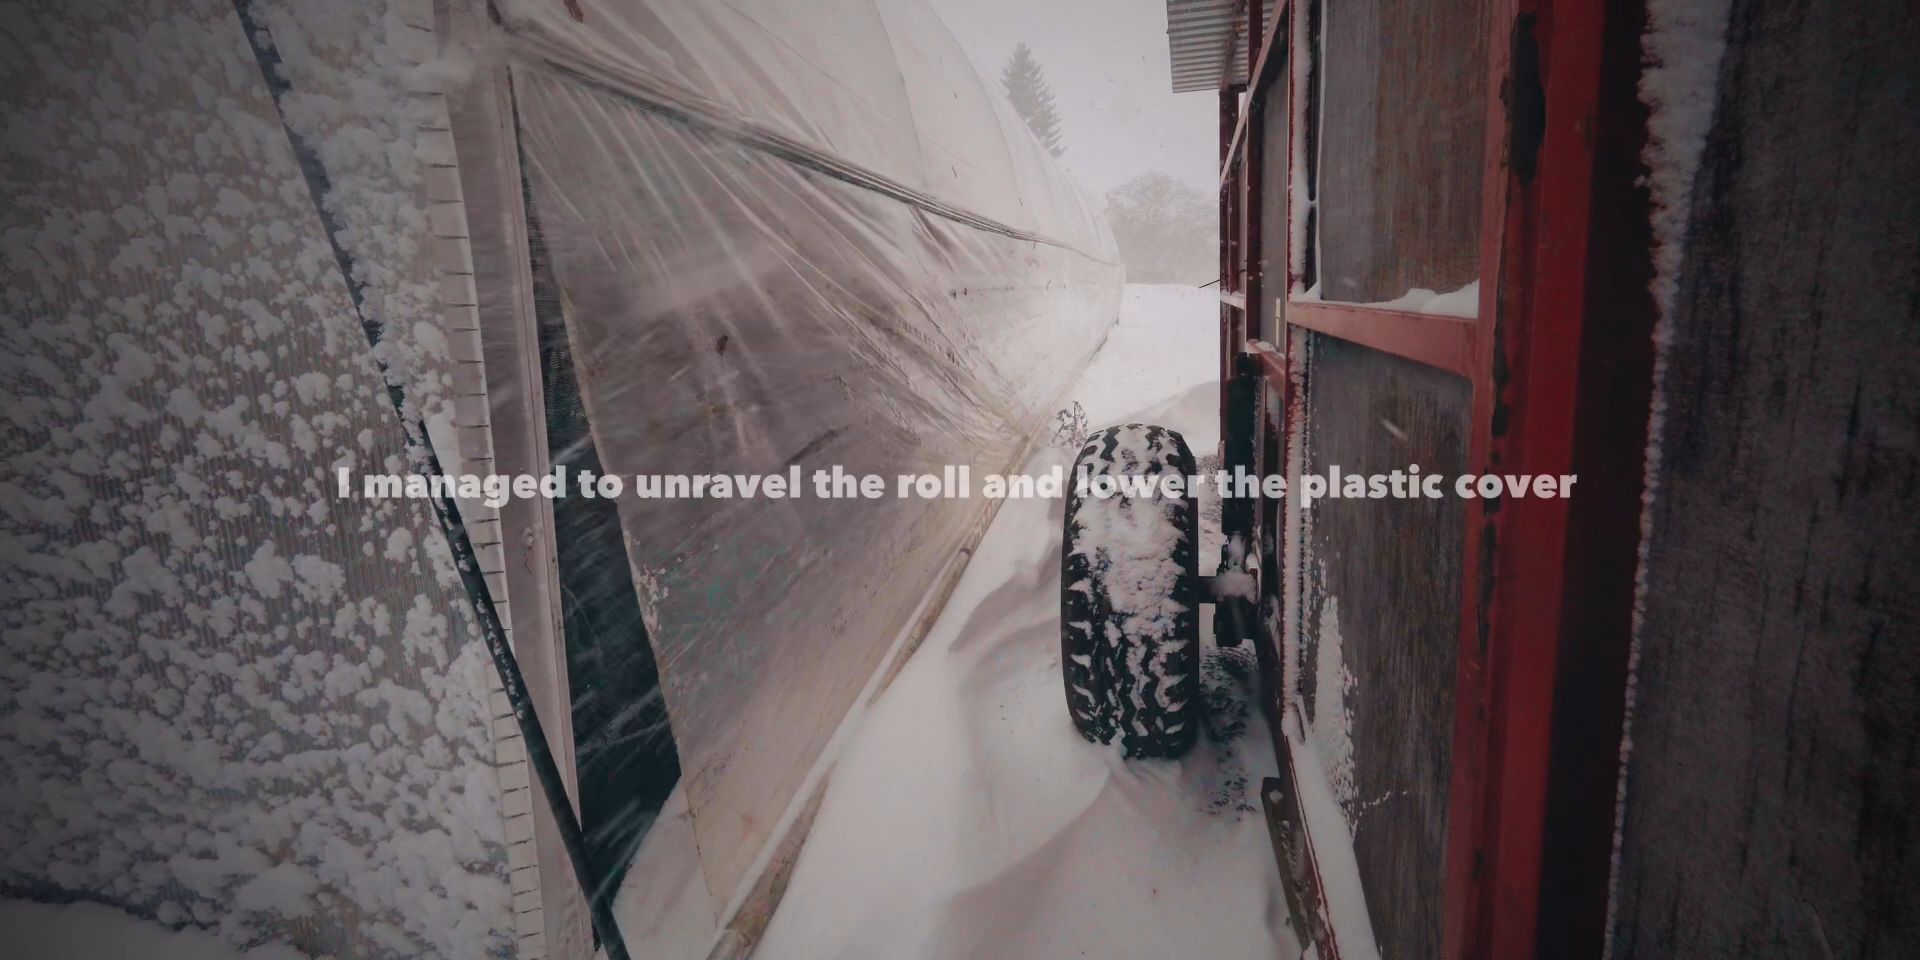 I managed to unravel the roll and lower the plastic cover